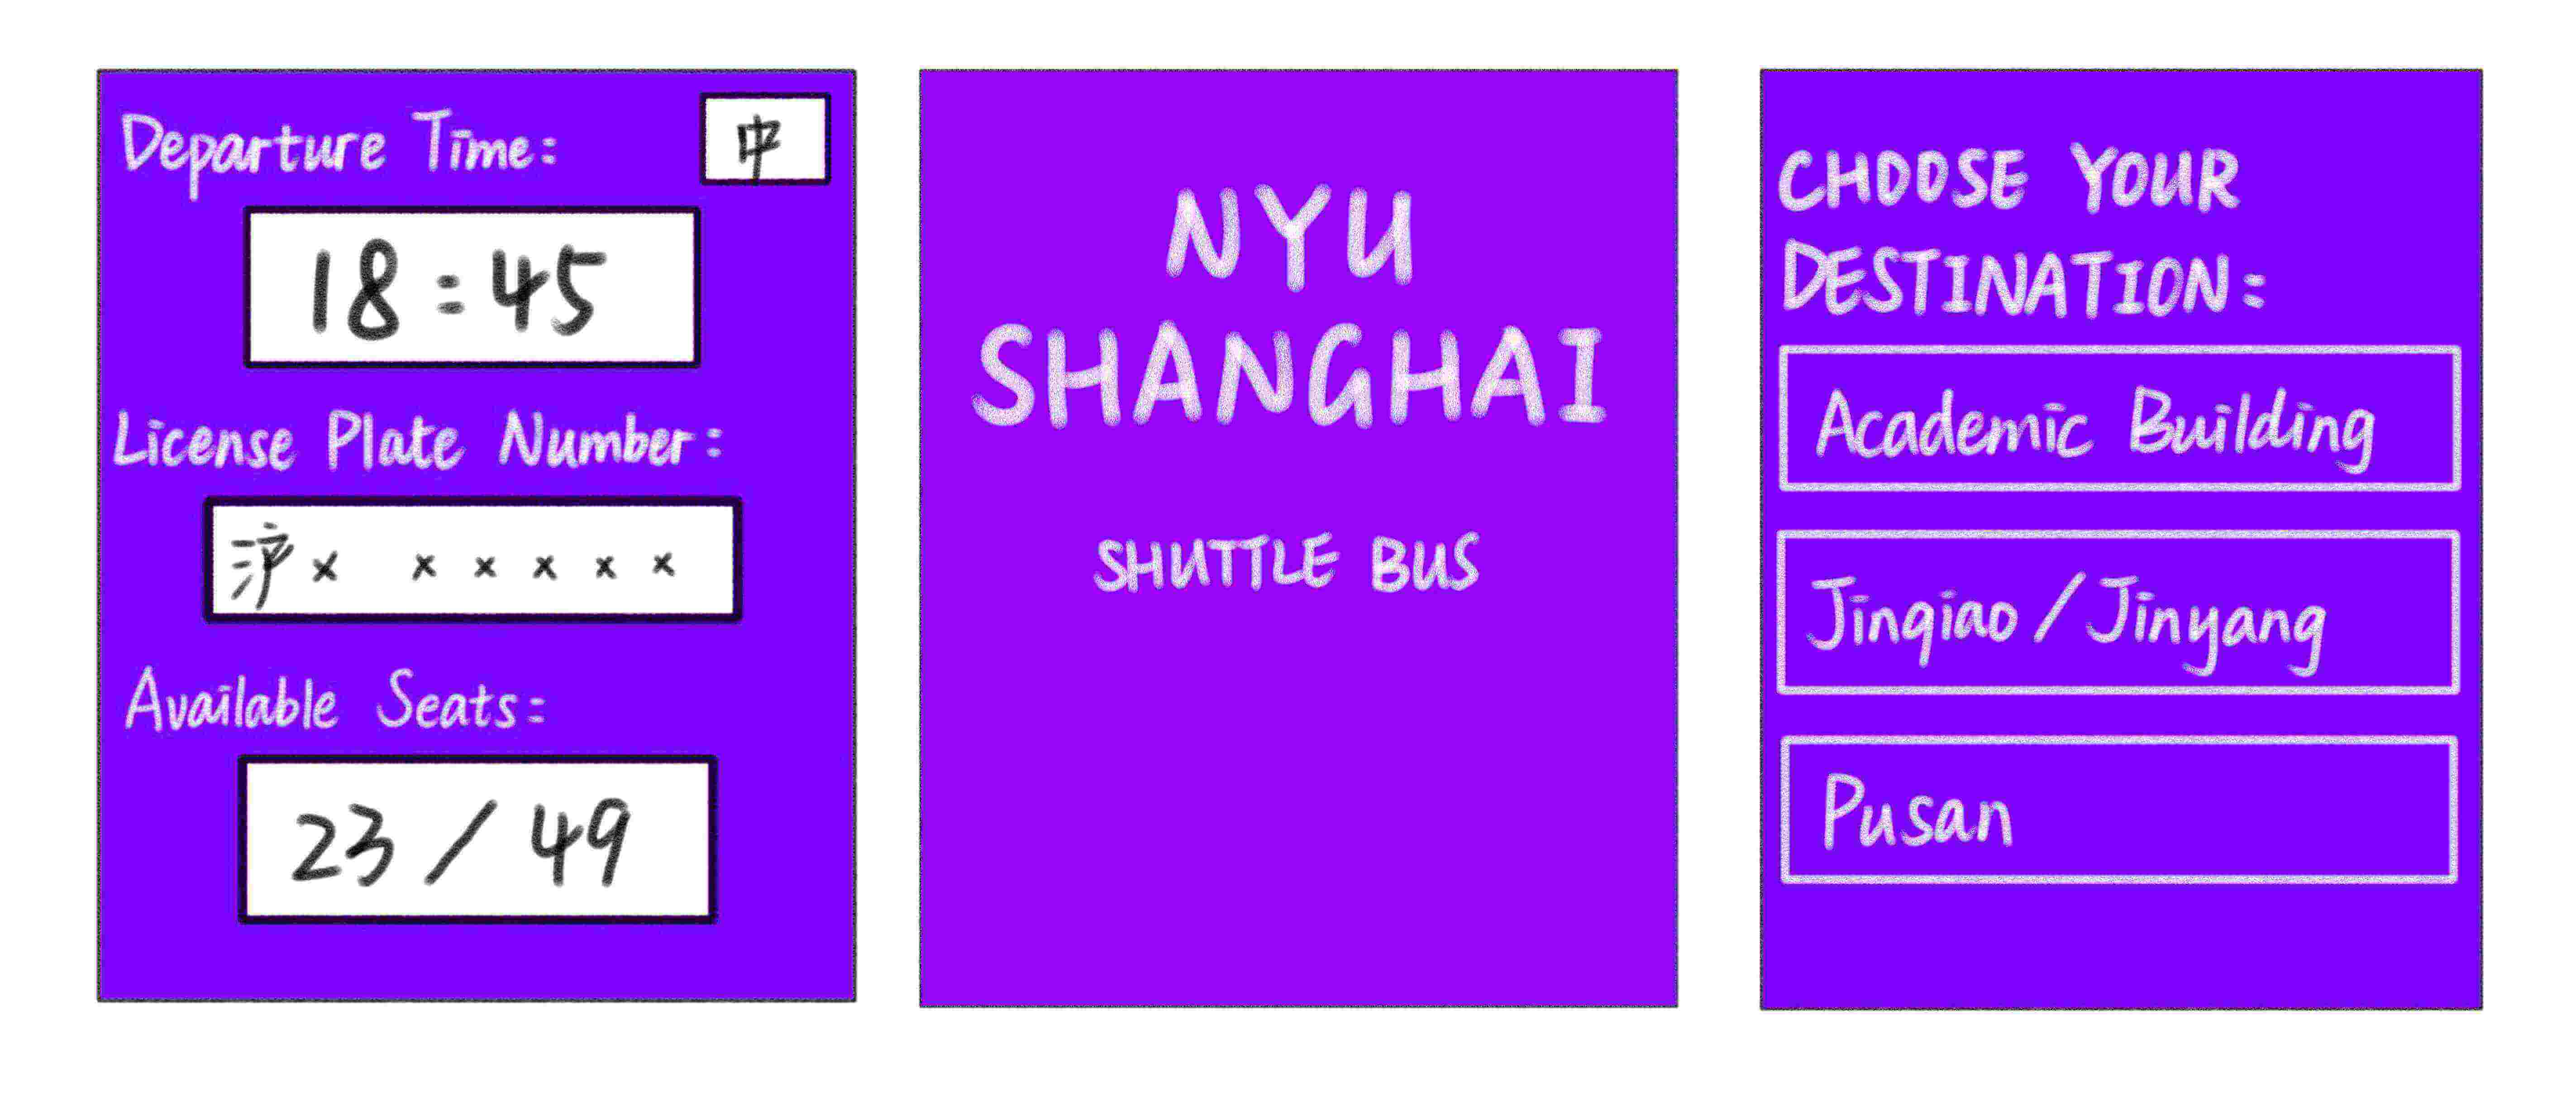 Departure Time:
中
18:45
License Plate Number:
沪× ×××××
Available Seats:
23/49
NYU
SHANGHAI
SHUTTLE BUS
CHOOSE YOUR
DESTINATION:
Academic Building
Jinqiao/Jinyang
Pusan